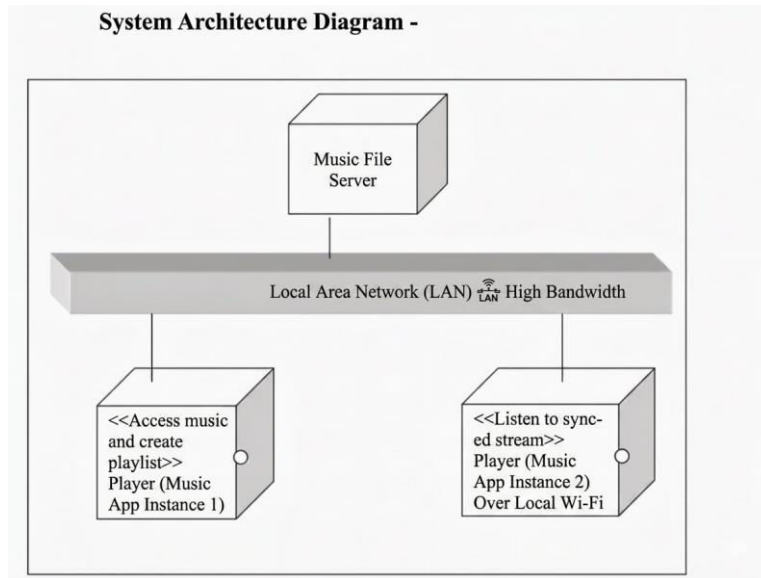 System Architecture Diagram -
Music File
Server
Local Area Network (LAN) LAN High Bandwidth
<<Access music
and create
playlist>>
Player (Music
App Instance 1)
<<Listen to sync-
ed stream>>
Player (Music
App Instance 2)
Over Local Wi-Fi